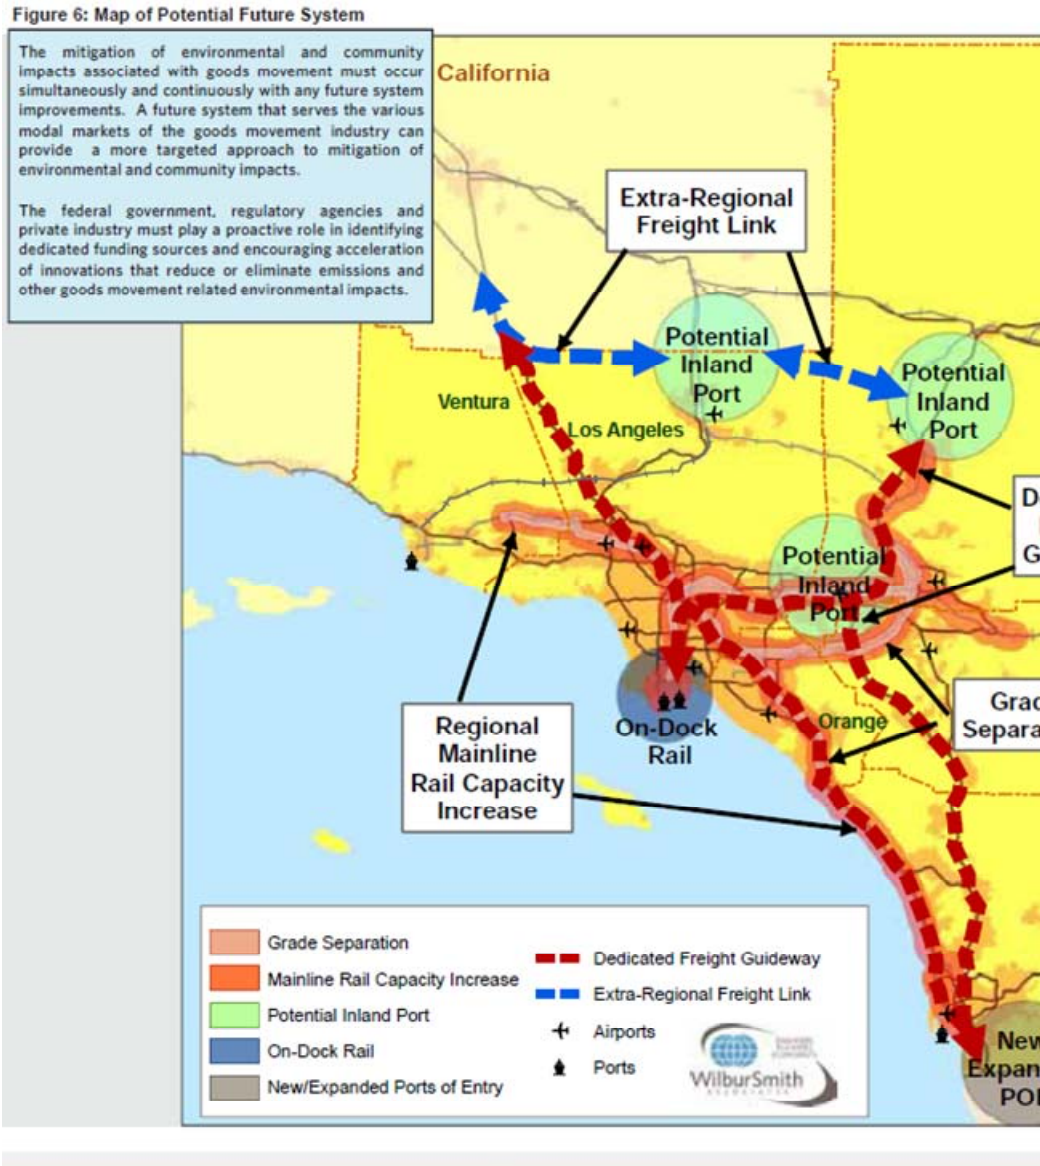 Figure 6: Map of Potential Future System
The mitigation of environmental and community
impacts associated with goods movement must occur
simultaneously and continuously with any future system
improvements. A future system that serves the various
modal markets of the goods movement industry can
provide a more targeted approach to mitigation of
environmental and community impacts.
The federal government, regulatory agencies and
private industry must play a proactive role in identifying
dedicated funding sources and encouraging acceleration
of innovations that reduce or eliminate emissions and
other goods movement related environmental impacts.
California
Extra-Regional
Freight Link
Potential
Inland
Port
Potential
Inland
Port
Ventura
Los Angeles
D
G
Potential
Inland
Port
Grad
Separa
Orange
On-Dock
Rail
Regional
Mainline
Rail Capacity
Increase
New
Expan
PO
Grade Separation
Mainline Rail Capacity Increase
Potential Inland Port
On-Dock Rail
New/Expanded Ports of Entry
Dedicated Freight Guideway
Extra-Regional Freight Link
Airports
Ports
WilburSmith
ASSOCIATES